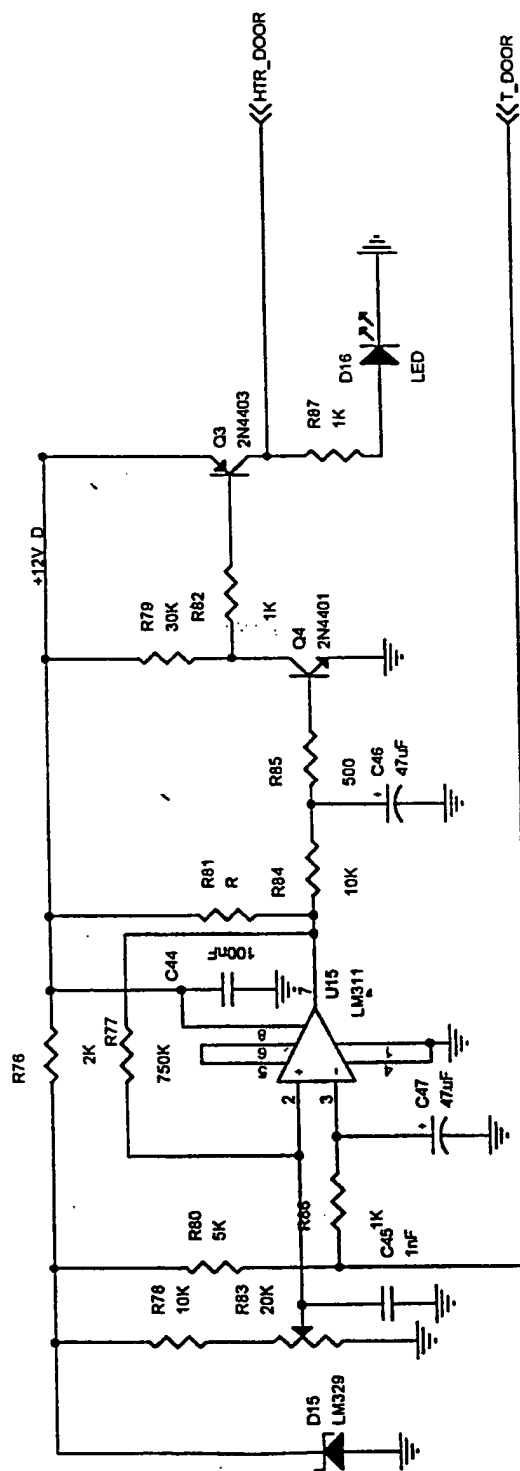 HTR_DOOR
T_DOOR
+12V_D
Q3
2N4403
D16
LED
R87
1K
R79
30K
R82
1K
Q4
2N4401
R85
500
C46
47uF
R81
R
R84
10K
C44
100nF
7
U15
LM311
8
6
5
1
4
+
-
2
3
C47
47uF
R76
2K
R77
750K
R80
5K
R86
1K
C45
1nF
R78
10K
R83
20K
D15
LM329